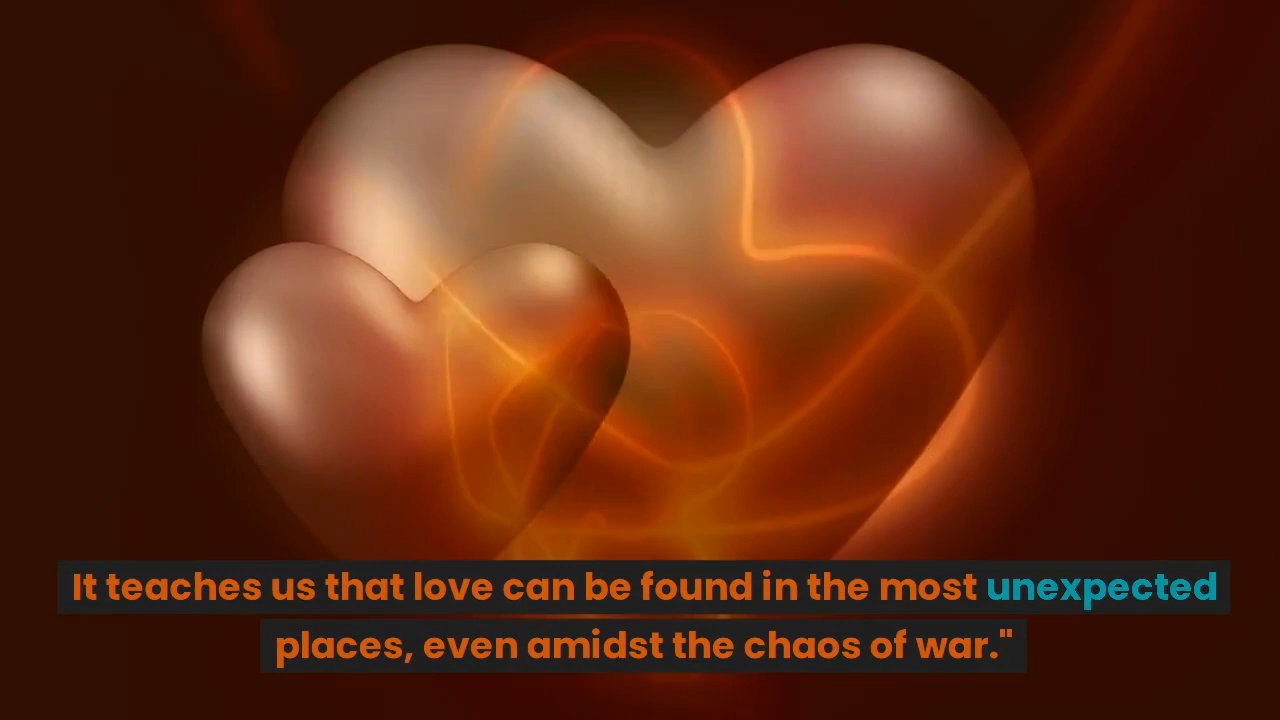 It teaches us that love can be found in the most unexpected
places, even amidst the chaos of war."